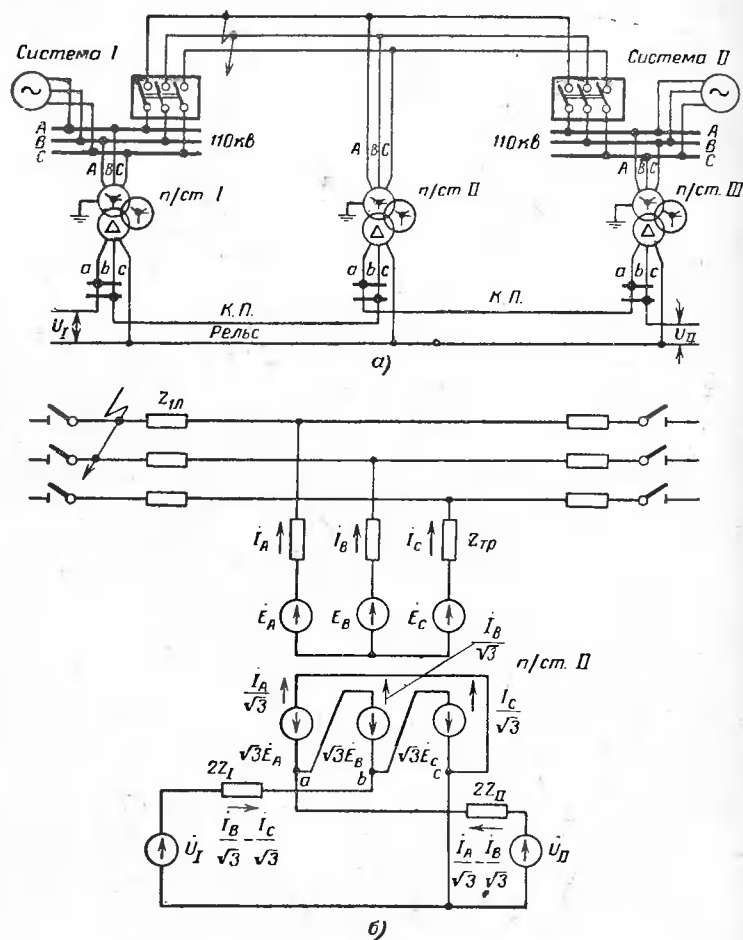 Система I
Система II
A
B
C
110кв
110кв
A
B
C
A B C
п/ст I
A B C
п/ст II
A B C
п/ст. III
a b c
a b c
a b c
U_I
К.П.
К.П.
U_II
Рельс
а)
Z_1Л
İ_A
İ_B
İ_C
Z_ТР
Ė_A
E_B
Ė_C
İ_B/√3
п/ст. II
İ_A/√3
I_C/√3
√3Ė_A
√3Ė_B
√3Ė_C
a
b
c
2Z_I
2Z_II
U̇_I
İ_B/√3 - İ_C/√3
İ_A/√3 - İ_B/√3
U̇_II
б)